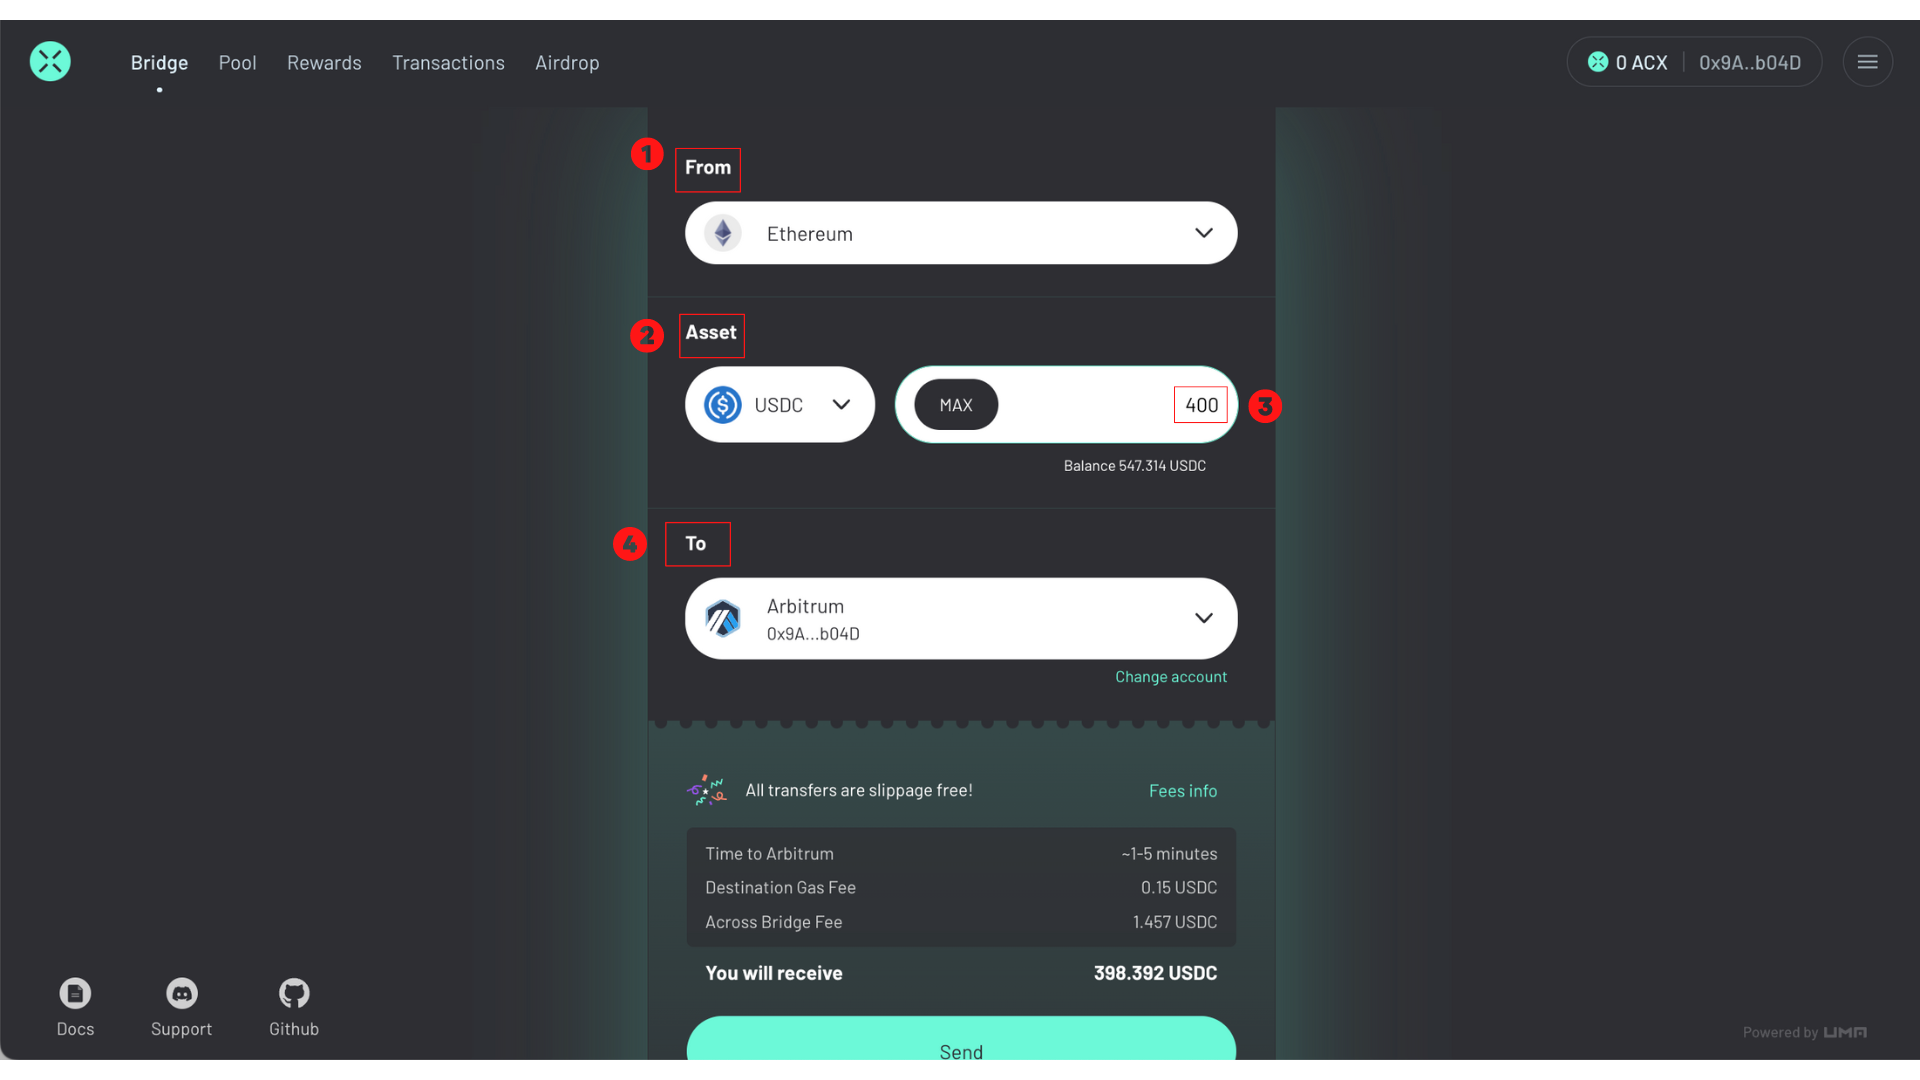 Bridge Pool Rewards Transactions Airdrop 0 ACX 0x9A..b04D
1 From
Ethereum
2 Asset
USDC MAX 400 3
Balance 547.314 USDC
4 To
Arbitrum
0x9A...b04D
Change account
All transfers are slippage free! Fees info
Time to Arbitrum ~1-5 minutes
Destination Gas Fee 0.15 USDC
Across Bridge Fee 1.457 USDC
You will receive 398.392 USDC
Send
Docs Support Github
Powered by UMA